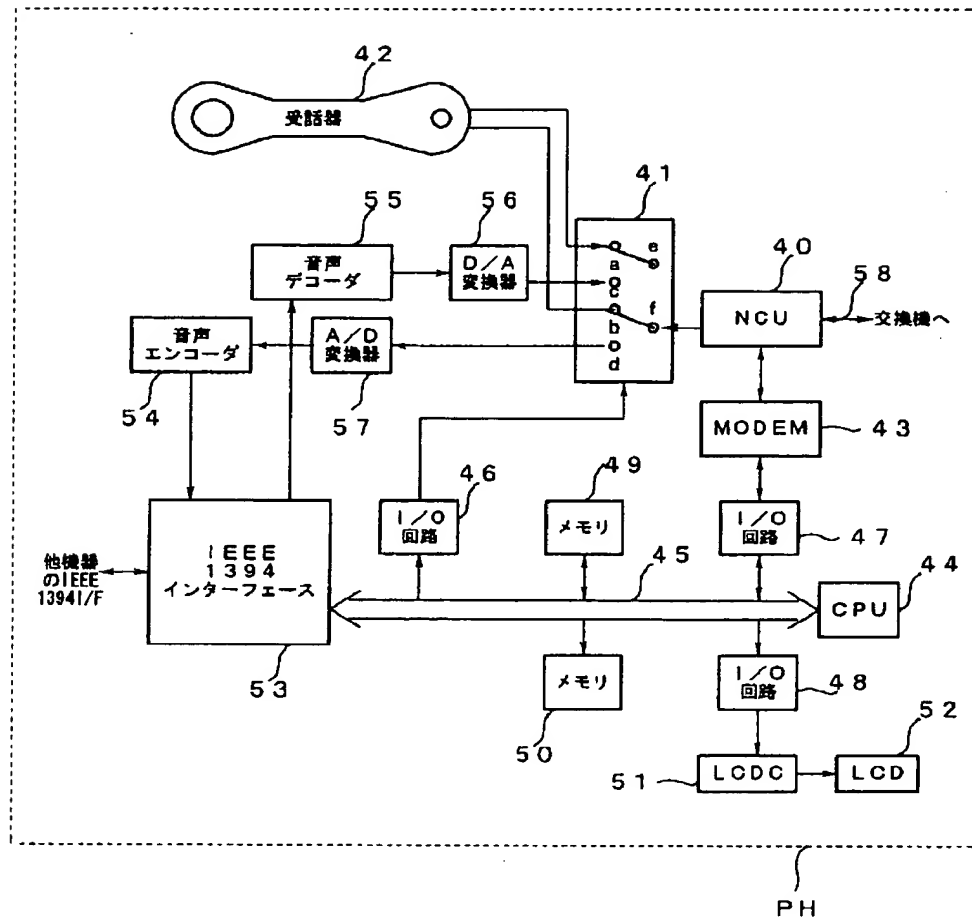 42
受話器
41
55
56
40
58
音声
デコーダ
D/A
変換器
a
e
c
b
f
d
NCU
交換機へ
音声
エンコーダ
A/D
変換器
54
57
MODEM
43
46
49
I/O
回路
メモリ
45
I/O
回路
47
44
他機器
のIEEE
1394I/F
IEEE
1394
インターフェース
CPU
53
メモリ
50
I/O
回路
48
52
51
LCDC
LCD
PH